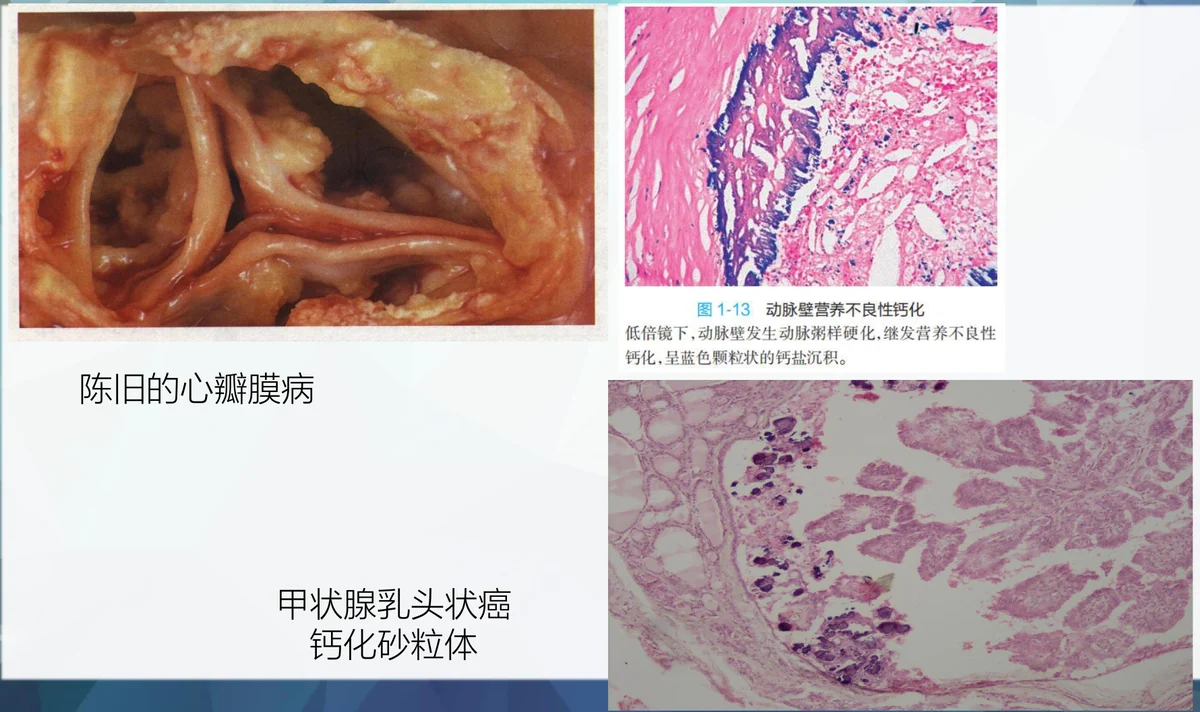 图 1-13 动脉壁营养不良性钙化
低倍镜下，动脉壁发生动脉粥样硬化，继发营养不良性
钙化，呈蓝色颗粒状的钙盐沉积。
陈旧的心瓣膜病
甲状腺乳头状癌
钙化砂粒体